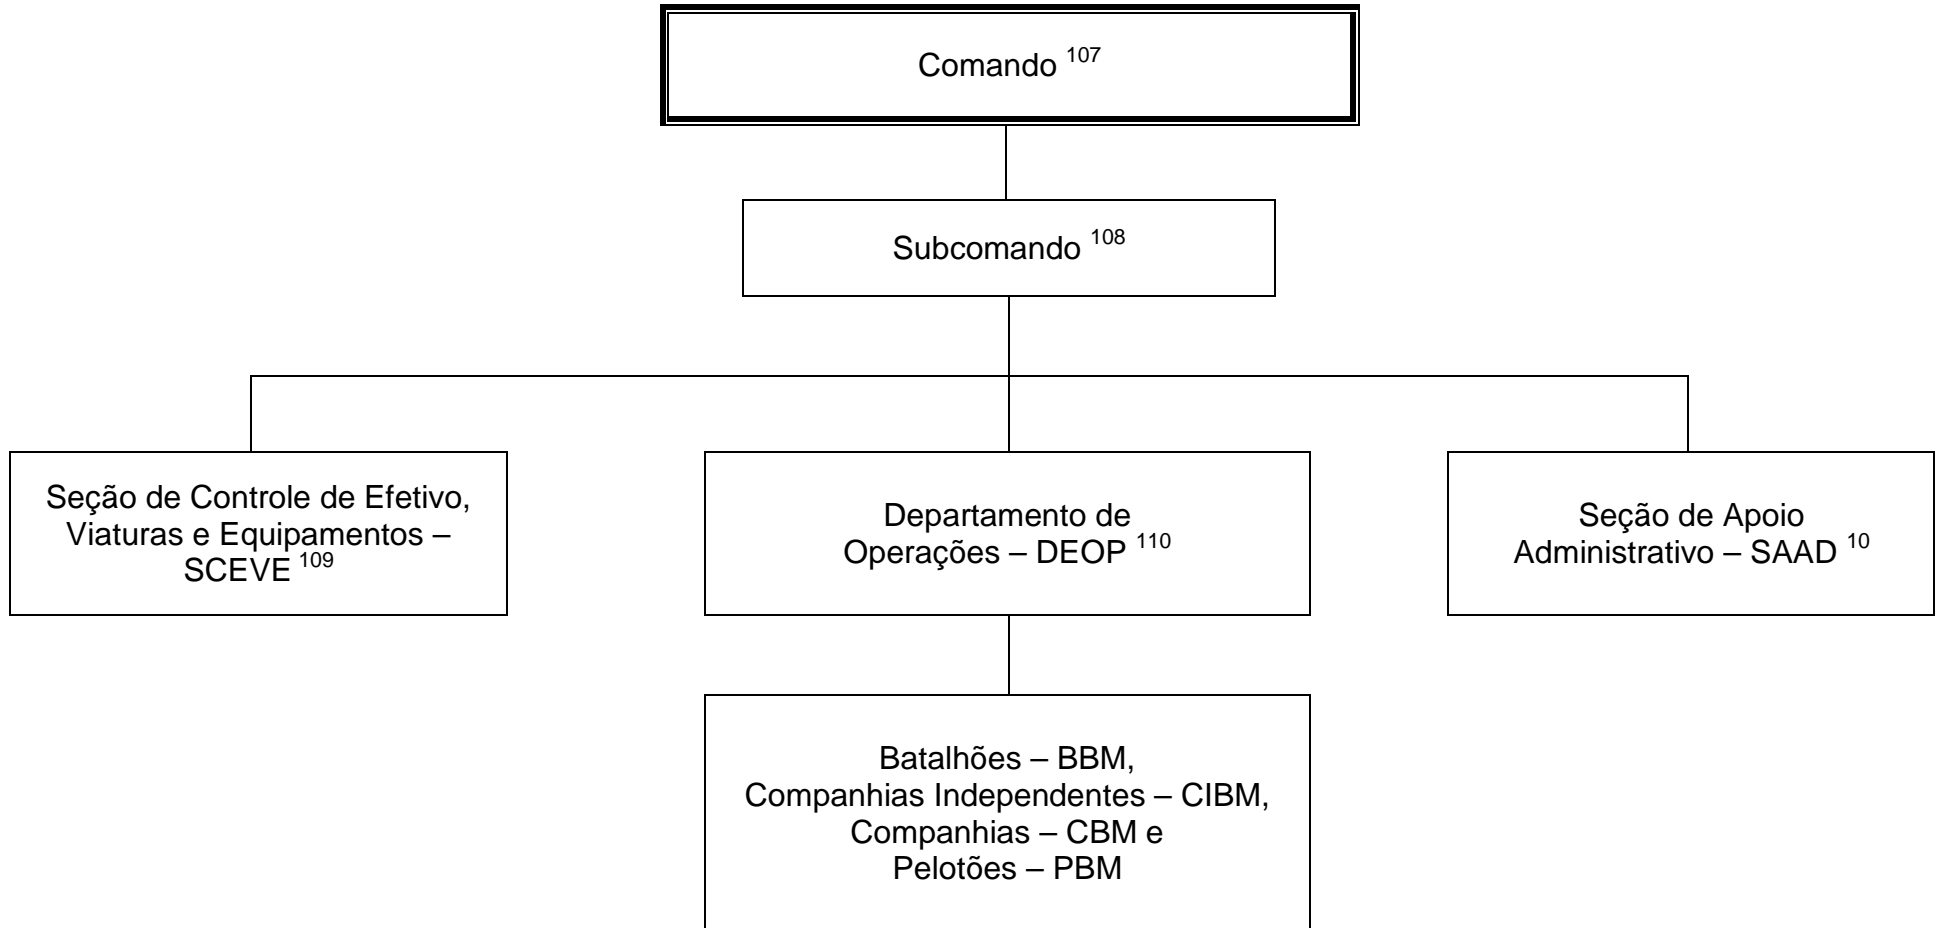 Comando 107
Subcomando 108
Seção de Controle de Efetivo,
Viaturas e Equipamentos –
SCEVE 109
Departamento de
Operações – DEOP 110
Seção de Apoio
Administrativo – SAAD 10
Batalhões – BBM,
Companhias Independentes – CIBM,
Companhias – CBM e
Pelotões – PBM